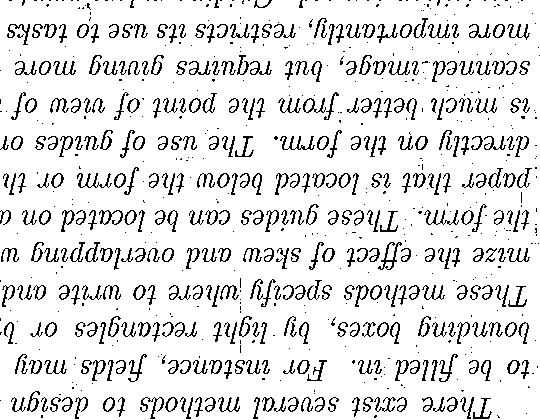 There exist several methods to design
to be filled in. For instance, fields may
bounding boxes, by light rectangles or
These methods specify where to write and
mize the effect of skew and overlapping
the form. These guides can be located on
paper that is located below the form or
directly on the form. The use of guides on
is much better from the point of view of
scanned image, but requires giving more
more importantly, restricts its use to tasks